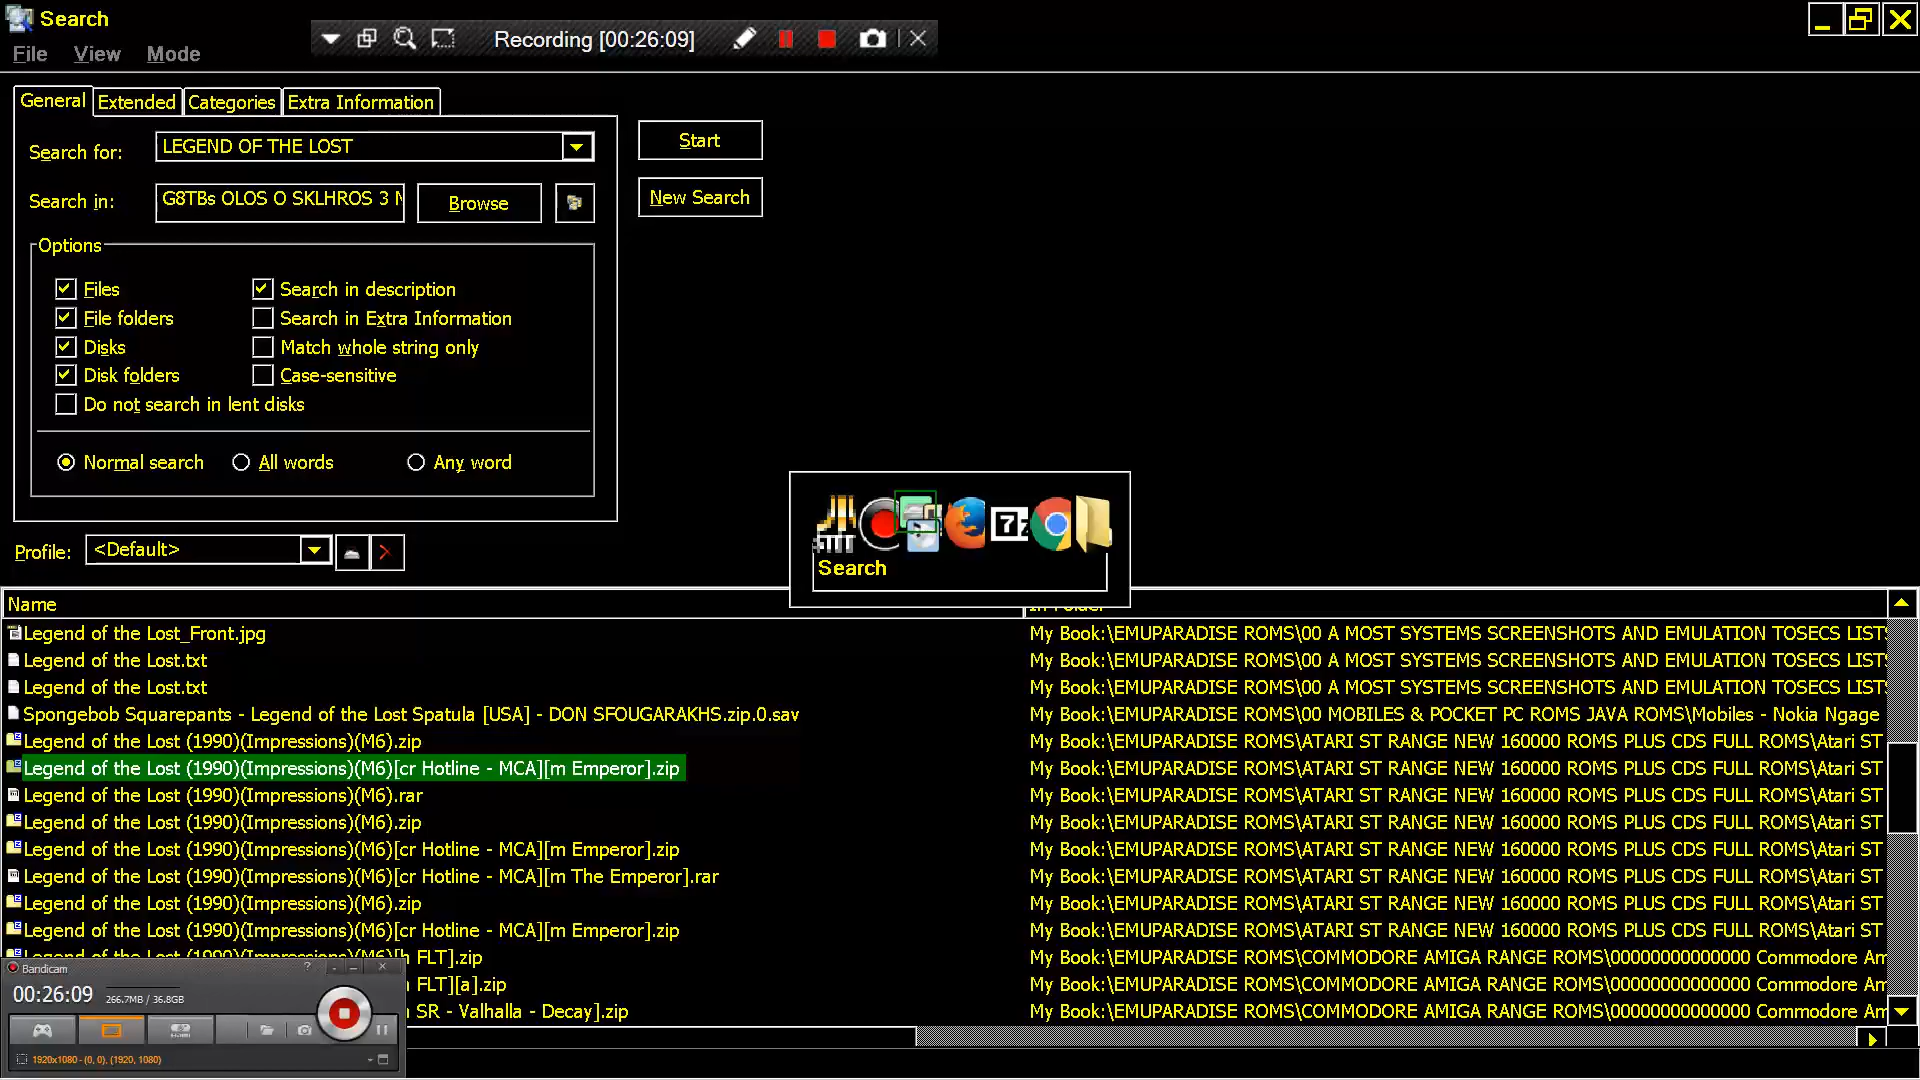 Search
Recording [00:26:09]
File View Mode
General Extended Categories Extra Information
Search for: LEGEND OF THE LOST
Start
Search in: G8TBs OLOS O SKLHROS 3 Browse
New Search
Options
Files
Search in description
File folders
Search in Extra Information
Disks
Match whole string only
Disk folders
Case-sensitive
Do not search in lent disks
Normal search All words Any word
Profile: <Default>
Search
Name
In Folder
Legend of the Lost_Front.jpg My Book:\EMUPARADISE ROMS\00 A MOST SYSTEMS SCREENSHOTS AND EMULATION TOSECS LISTS
Legend of the Lost.txt My Book:\EMUPARADISE ROMS\00 A MOST SYSTEMS SCREENSHOTS AND EMULATION TOSECS LISTS
Legend of the Lost.txt My Book:\EMUPARADISE ROMS\00 A MOST SYSTEMS SCREENSHOTS AND EMULATION TOSECS LISTS
Spongebob Squarepants - Legend of the Lost Spatula [USA] - DON SFOUGARAKHS.zip.0.sav My Book:\EMUPARADISE ROMS\00 MOBILES & POCKET PC ROMS JAVA ROMS\Mobiles - Nokia Ngage
Legend of the Lost (1990)(Impressions)(M6).zip My Book:\EMUPARADISE ROMS\ATARI ST RANGE NEW 160000 ROMS PLUS CDS FULL ROMS\Atari ST
Legend of the Lost (1990)(Impressions)(M6)[cr Hotline - MCA][m Emperor].zip My Book:\EMUPARADISE ROMS\ATARI ST RANGE NEW 160000 ROMS PLUS CDS FULL ROMS\Atari ST
Legend of the Lost (1990)(Impressions)(M6).rar My Book:\EMUPARADISE ROMS\ATARI ST RANGE NEW 160000 ROMS PLUS CDS FULL ROMS\Atari ST
Legend of the Lost (1990)(Impressions)(M6).zip My Book:\EMUPARADISE ROMS\ATARI ST RANGE NEW 160000 ROMS PLUS CDS FULL ROMS\Atari ST
Legend of the Lost (1990)(Impressions)(M6)[cr Hotline - MCA][m Emperor].zip My Book:\EMUPARADISE ROMS\ATARI ST RANGE NEW 160000 ROMS PLUS CDS FULL ROMS\Atari ST
Legend of the Lost (1990)(Impressions)(M6)[cr Hotline - MCA][m The Emperor].rar My Book:\EMUPARADISE ROMS\ATARI ST RANGE NEW 160000 ROMS PLUS CDS FULL ROMS\Atari ST
Legend of the Lost (1990)(Impressions)(M6).zip My Book:\EMUPARADISE ROMS\ATARI ST RANGE NEW 160000 ROMS PLUS CDS FULL ROMS\Atari ST
Legend of the Lost (1990)(Impressions)(M6)[cr Hotline - MCA][m Emperor].zip My Book:\EMUPARADISE ROMS\ATARI ST RANGE NEW 160000 ROMS PLUS CDS FULL ROMS\Atari ST
Legend of the Lost (1990)(Impressions)(M6)[h FLT].zip My Book:\EMUPARADISE ROMS\COMMODORE AMIGA RANGE ROMS\00000000000000 Commodore Am
FLT][a].zip My Book:\EMUPARADISE ROMS\COMMODORE AMIGA RANGE ROMS\00000000000000 Commodore Am
SR - Valhalla - Decay].zip My Book:\EMUPARADISE ROMS\COMMODORE AMIGA RANGE ROMS\00000000000000 Commodore Am
Bandicam
00:26:09 266.7MB / 36.8GB
1920x1080 - (0, 0), (1920, 1080)